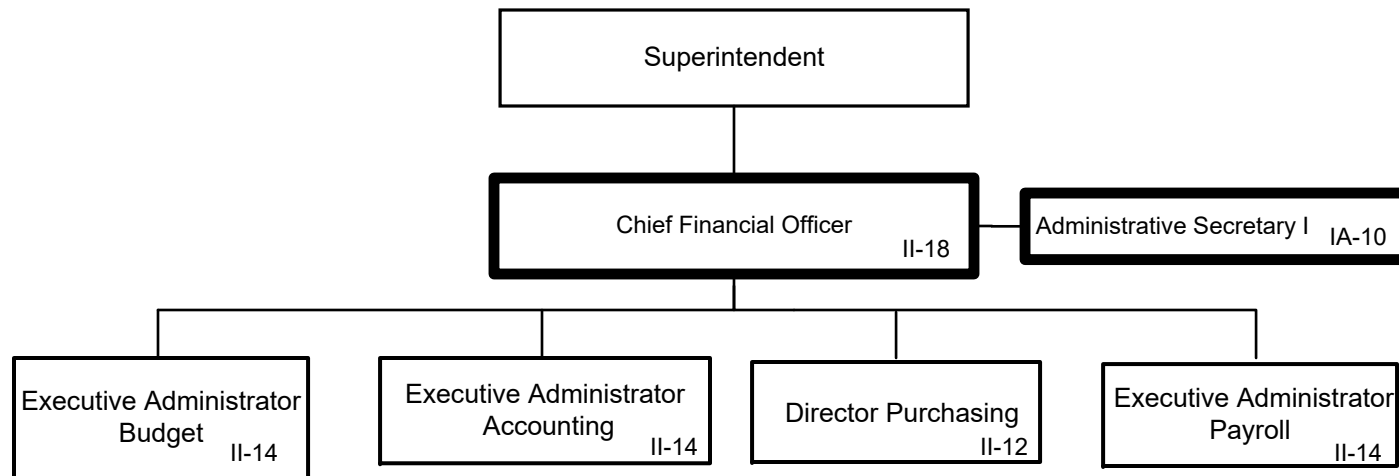 Superintendent
Chief Financial Officer
II-18
Administrative Secretary I
IA-10
Executive Administrator
Budget
II-14
Executive Administrator
Accounting
II-14
Director Purchasing
II-12
Executive Administrator
Payroll
II-14